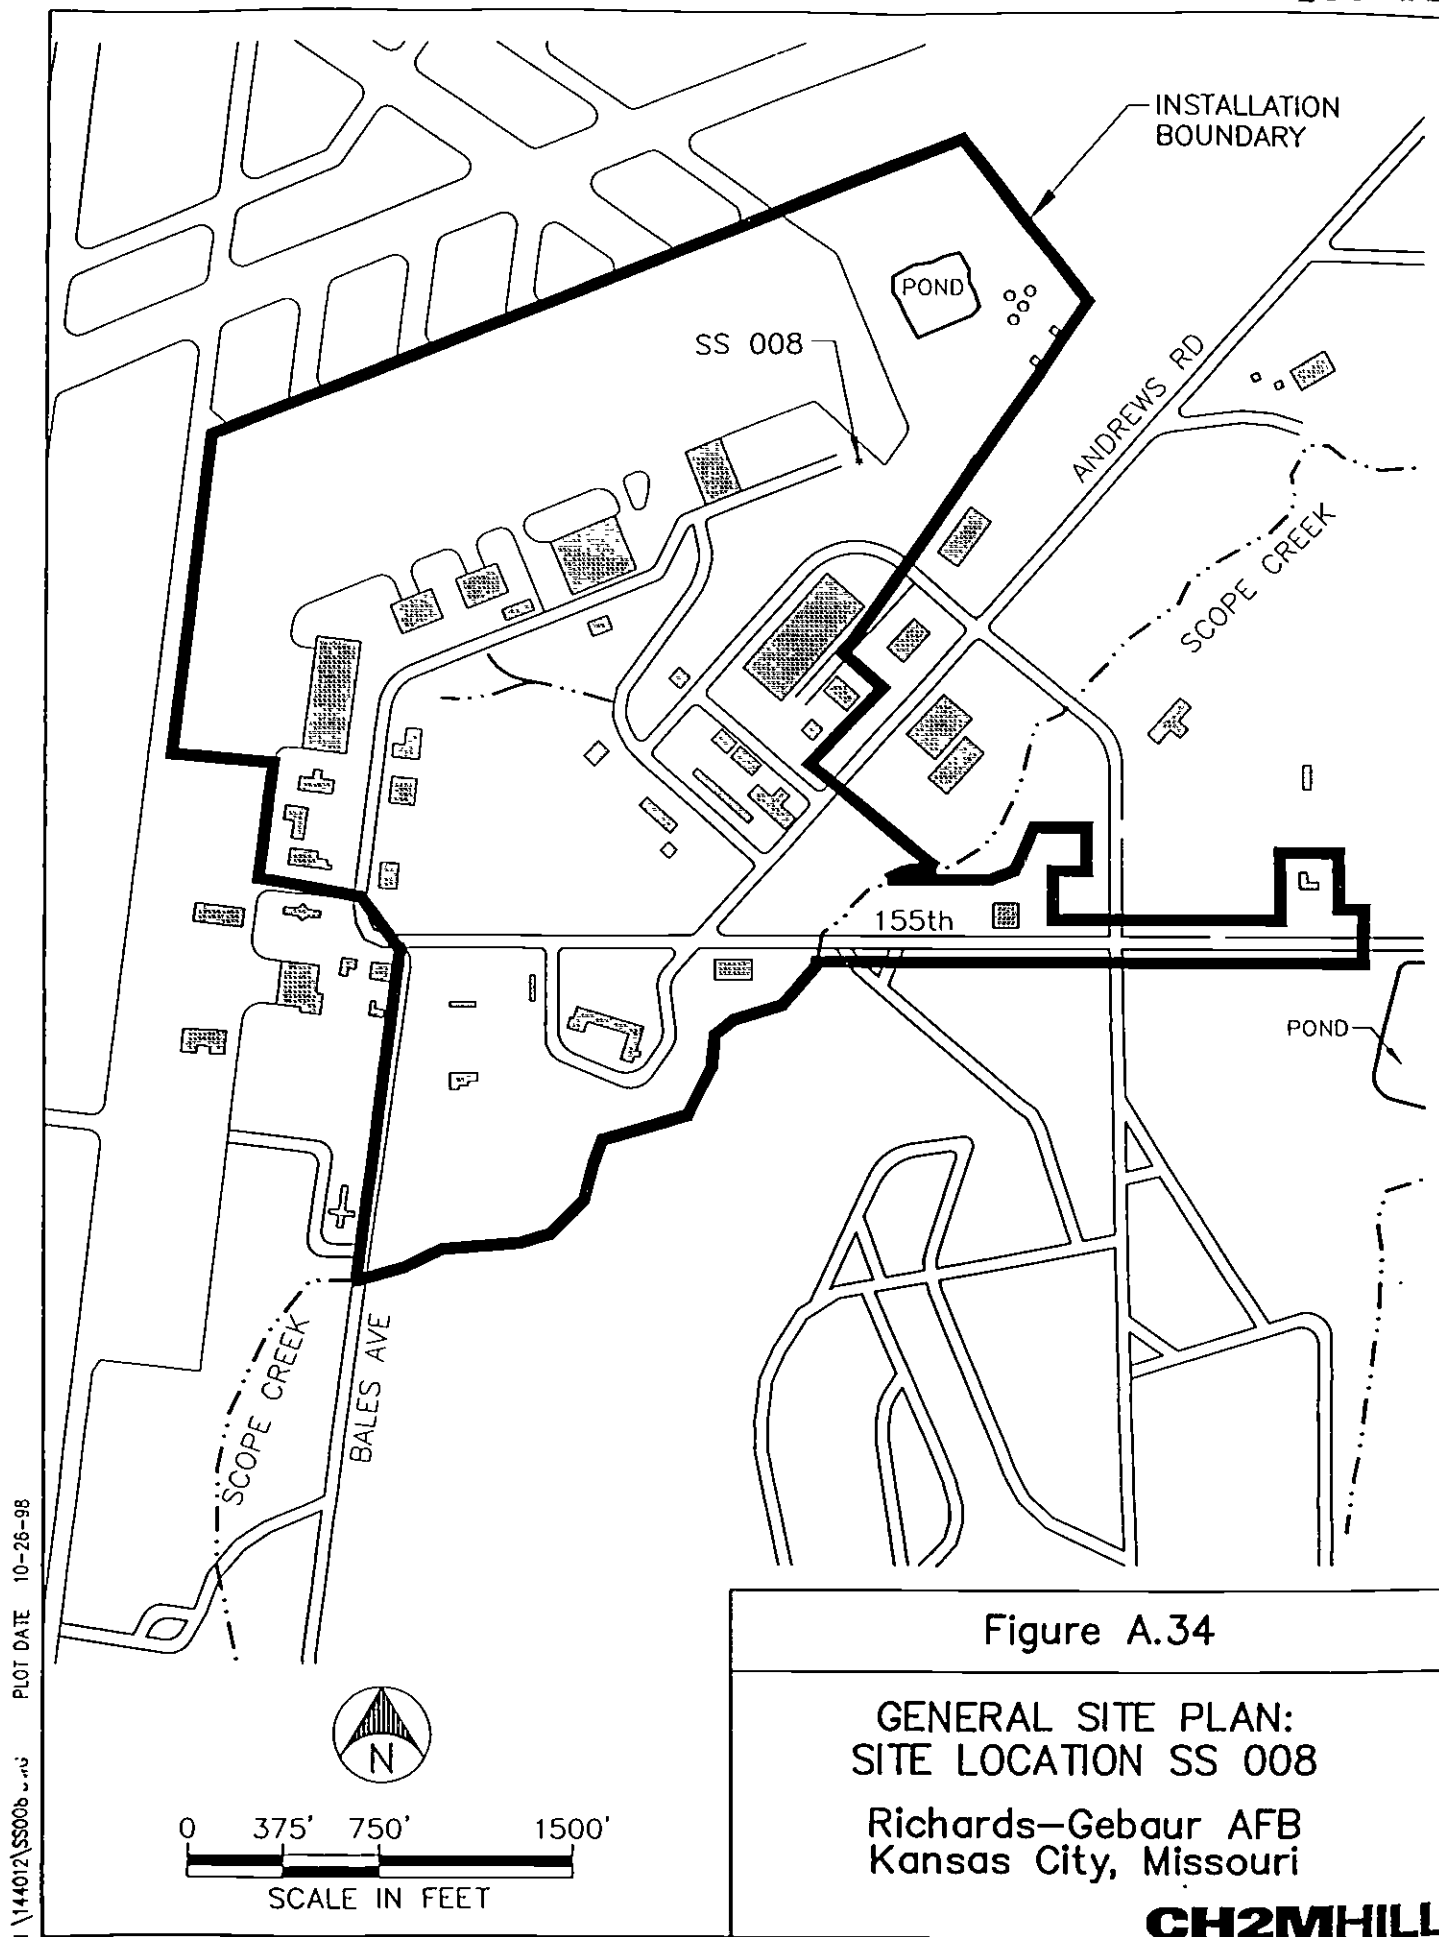 INSTALLATION
BOUNDARY
POND
SS 008
ANDREWS RD
SCOPE CREEK
155th
POND
SCOPE CREEK
BALES AVE
PLOT DATE 10-26-98
Figure A.34
GENERAL SITE PLAN:
SITE LOCATION SS 008
Richards-Gebaur AFB
Kansas City, Missouri
N
0 375' 750' 1500'
SCALE IN FEET
CH2MHILL